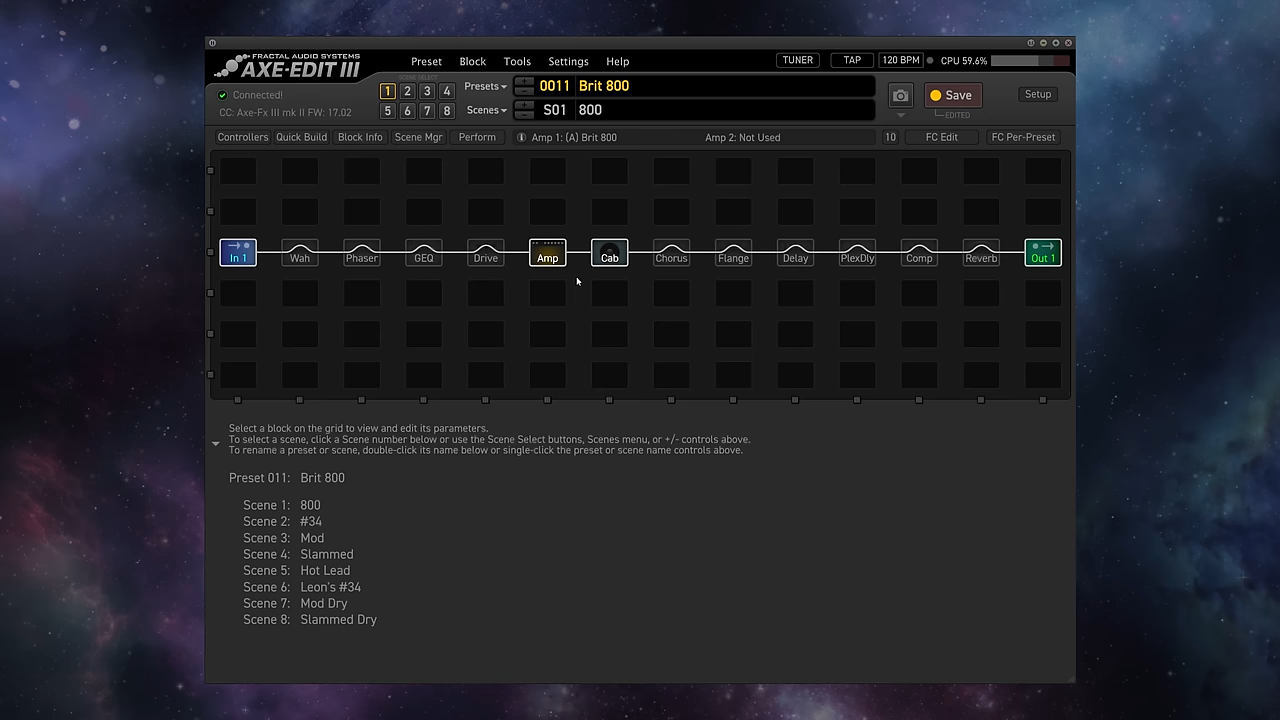 FRACTAL AUDIO SYSTEMS
AXE-EDIT III
Preset Block Tools Settings Help
TUNER TAP 120 BPM CPU 59.6%
SCENE SELECT
Connected!
1 2 3 4
Presets 0011 Brit 800
Save Setup
CC: Axe-Fx III mk II FW: 17.02
5 6 7 8
Scenes S01 800
EDITED
Controllers Quick Build Block Info Scene Mgr Perform Amp 1: (A) Brit 800 Amp 2: Not Used 10 FC Edit FC Per-Preset
In 1 Wah Phaser GEQ Drive Amp Cab Chorus Flange Delay PlexDly Comp Reverb Out 1
Select a block on the grid to view and edit its parameters.
To select a scene, click a Scene number below or use the Scene Select buttons, Scenes menu, or +/- controls above.
To rename a preset or scene, double-click its name below or single-click the preset or scene name controls above.
Preset 011: Brit 800
Scene 1: 800
Scene 2: #34
Scene 3: Mod
Scene 4: Slammed
Scene 5: Hot Lead
Scene 6: Leon's #34
Scene 7: Mod Dry
Scene 8: Slammed Dry